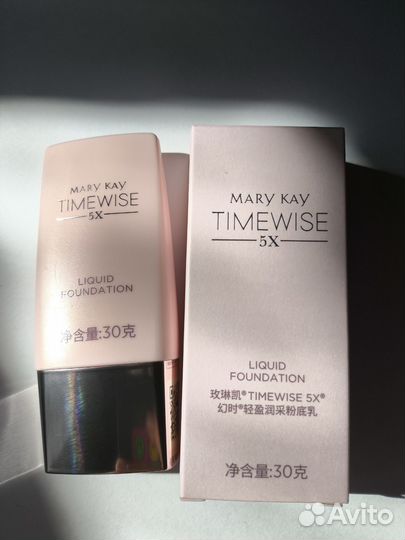 MARY KAY
TIMEWISE
5X
LIQUID
FOUNDATION
净含量:30克
MARY KAY
TIMEWISE
5X
LIQUID
FOUNDATION
玫琳凯®TIMEWISE 5X®
幻时®轻盈润采粉底乳
净含量:30克
Avito